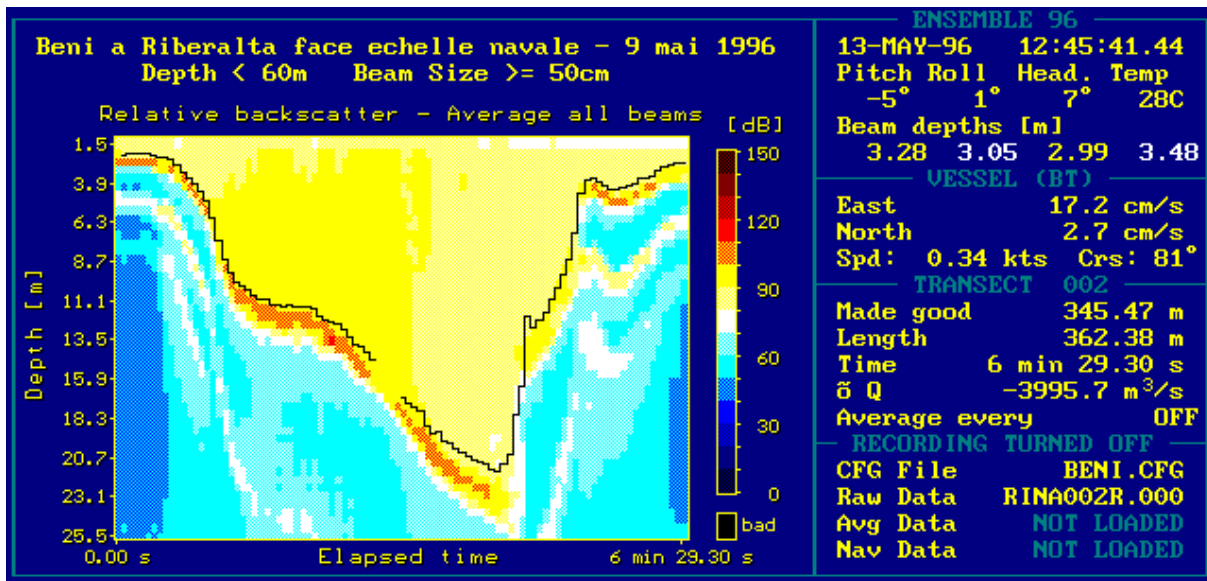 Beni a Riberalta face echelle navale - 9 mai 1996
Depth < 60m Beam Size >= 50cm
Relative backscatter - Average all beams
[dB]
150
120
90
60
30
0
bad
Depth [m]
1.5
3.9
6.3
8.7
11.1
13.5
15.9
18.3
20.7
23.1
25.5
0.00 s Elapsed time 6 min 29.30 s
ENSEMBLE 96
13-MAY-96 12:45:41.44
Pitch Roll Head. Temp
-5° 1° 7° 28C
Beam depths [m]
3.28 3.05 2.99 3.48
VESSEL (BT)
East 17.2 cm/s
North 2.7 cm/s
Spd: 0.34 kts Crs: 81°
TRANSECT 002
Made good 345.47 m
Length 362.38 m
Time 6 min 29.30 s
õ Q -3995.7 m³/s
Average every OFF
RECORDING TURNED OFF
CFG File BENI.CFG
Raw Data RINA002R.000
Avg Data NOT LOADED
Nav Data NOT LOADED